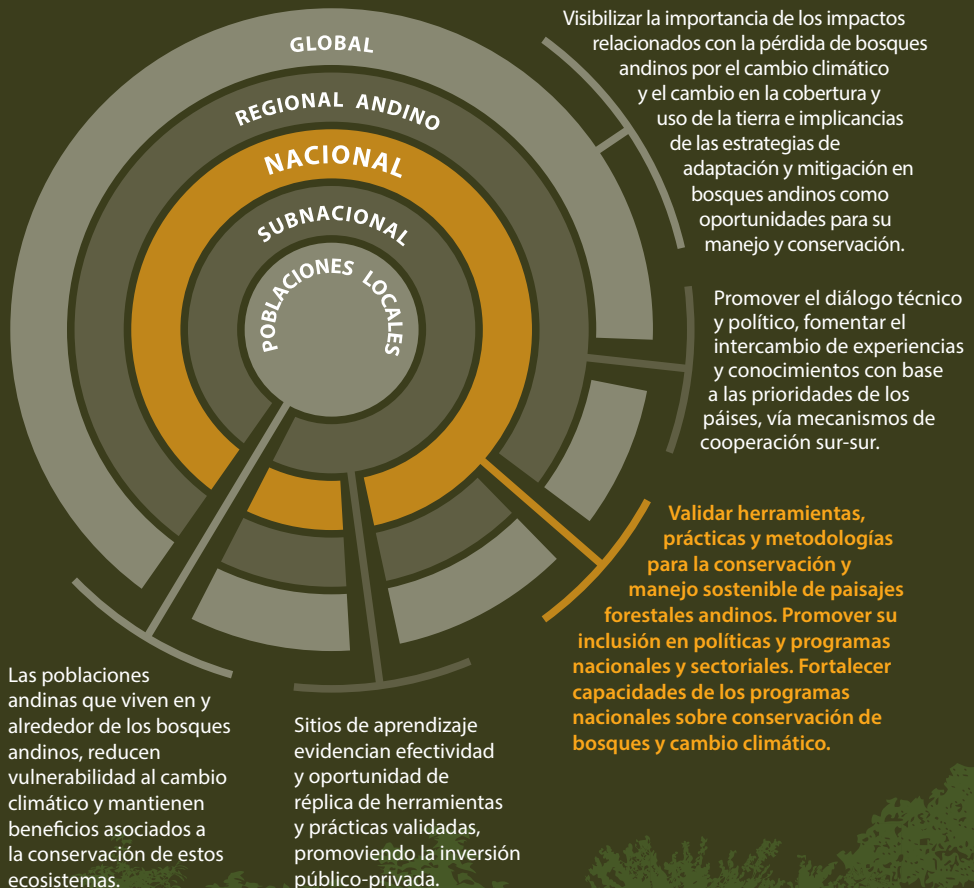 GLOBAL
REGIONAL ANDINO
NACIONAL
SUBNACIONAL
POBLACIONES LOCALES
Visibilizar la importancia de los impactos
relacionados con la pérdida de bosques
andinos por el cambio climático
y el cambio en la cobertura y
uso de la tierra e implicancias
de las estrategias de
adaptación y mitigación en
bosques andinos como
oportunidades para su
manejo y conservación.
Promover el diálogo técnico
y político, fomentar el
intercambio de experiencias
y conocimientos con base
a las prioridades de los
páises, vía mecanismos de
cooperación sur-sur.
Validar herramientas,
prácticas y metodologías
para la conservación y
manejo sostenible de paisajes
forestales andinos. Promover su
inclusión en políticas y programas
nacionales y sectoriales. Fortalecer
capacidades de los programas
nacionales sobre conservación de
bosques y cambio climático.
Sitios de aprendizaje
evidencian efectividad
y oportunidad de
réplica de herramientas
y prácticas validadas,
promoviendo la inversión
público-privada.
Las poblaciones
andinas que viven en y
alrededor de los bosques
andinos, reducen
vulnerabilidad al cambio
climático y mantienen
beneficios asociados a
la conservación de estos
ecosistemas.